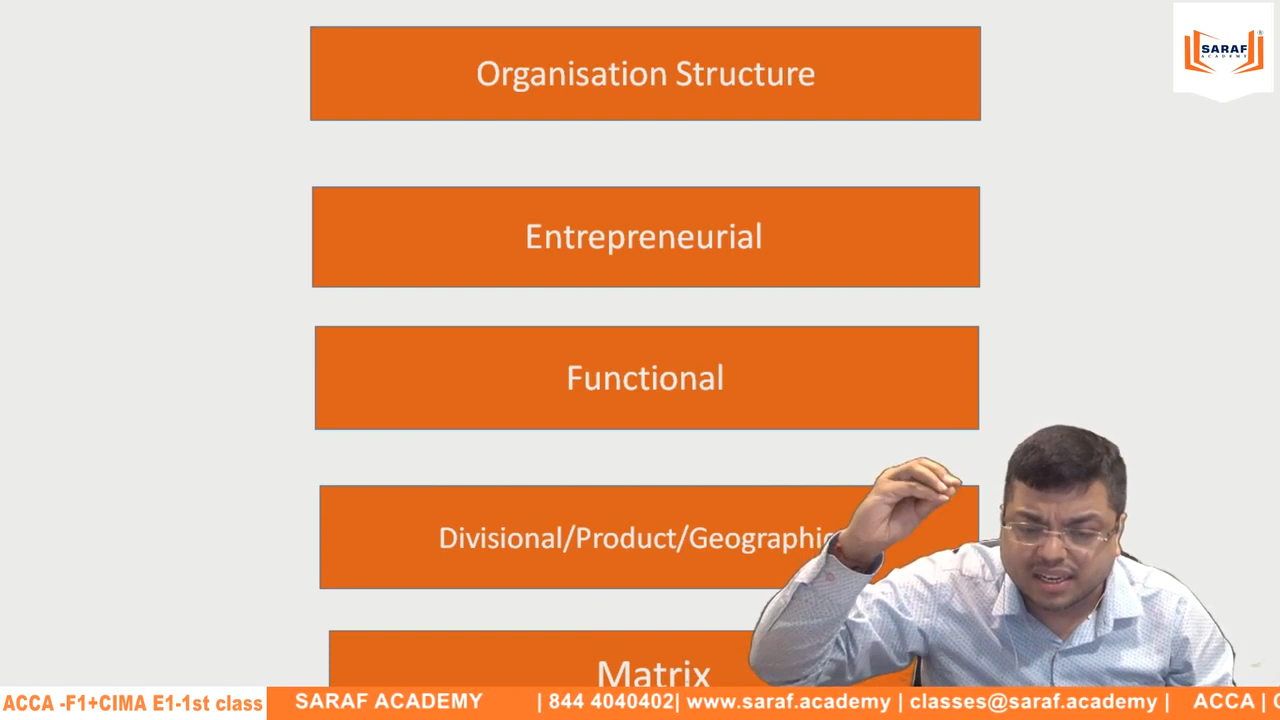 Organisation Structure
SARAF
ACADEMY
Entrepreneurial
Functional
Divisional/Product/Geographic
Matrix
ACCA -F1+CIMA E1-1st class
SARAF ACADEMY | 844 4040402| www.saraf.academy | classes@saraf.academy | ACCA |